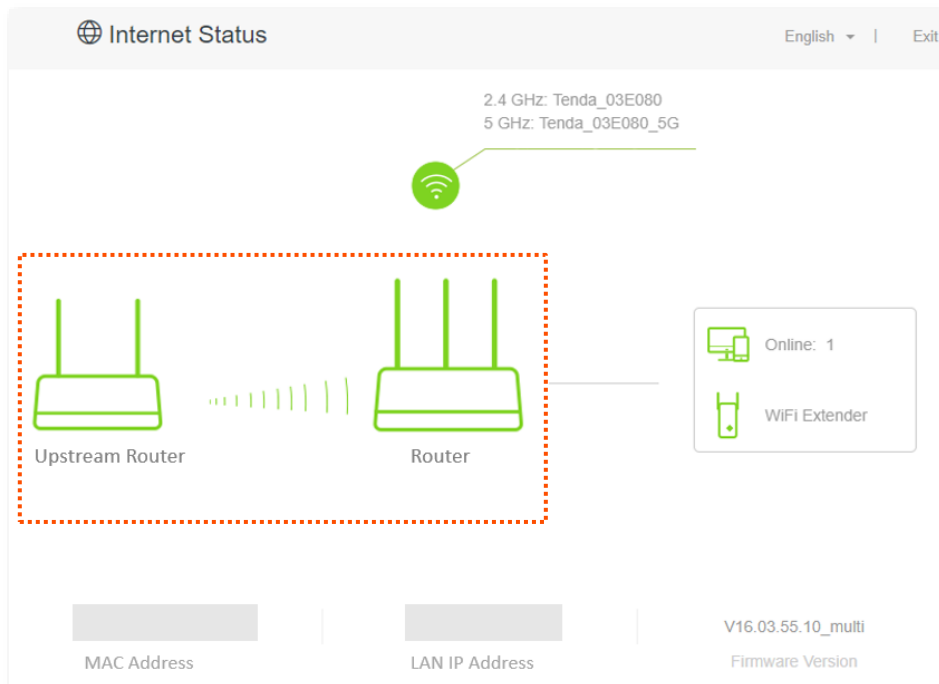 Internet Status
English |
Exit
2.4 GHz: Tenda_03E080
5 GHz: Tenda_03E080_5G
Online: 1
WiFi Extender
Upstream Router
Router
V16.03.55.10_multi
MAC Address
LAN IP Address
Firmware Version